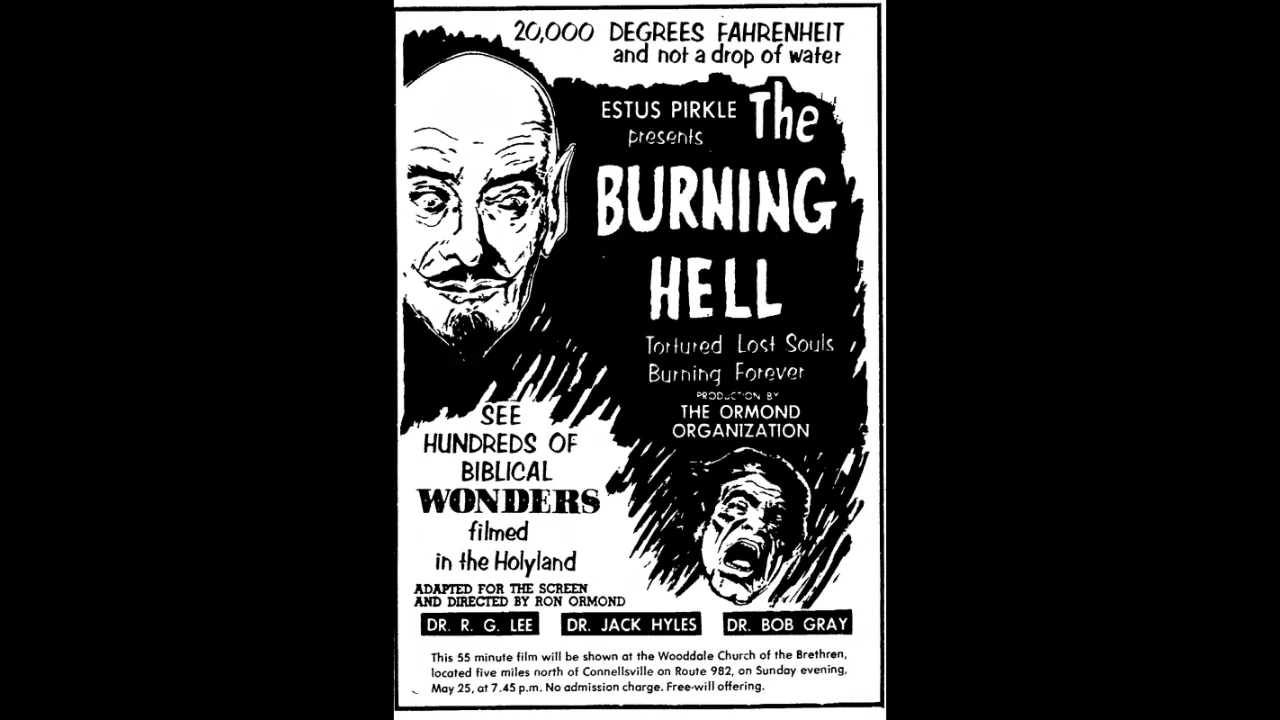 20,000 DEGREES FAHRENHEIT
and not a drop of water
ESTUS PIRKLE
presents
The
BURNING
HELL
Tortured Lost Souls
Burning Forever
PRODUCTION BY
THE ORMOND
ORGANIZATION
SEE
HUNDREDS OF
BIBLICAL
WONDERS
filmed
in the Holyland
ADAPTED FOR THE SCREEN
AND DIRECTED BY RON ORMOND
DR. R. G. LEE DR. JACK HYLES DR. BOB GRAY
This 55 minute film will be shown at the Wooddale Church of the Brethren,
located five miles north of Connellsville on Route 982, on Sunday evening,
May 25, at 7.45 p.m. No admission charge. Free-will offering.